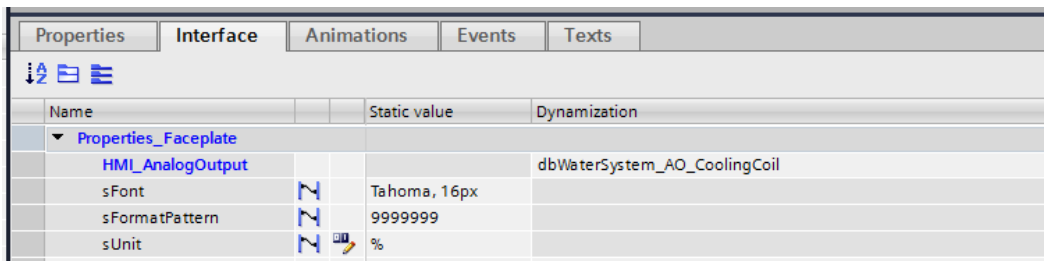 Properties Interface Animations Events Texts
Name Static value Dynamization
Properties_Faceplate
HMI_AnalogOutput dbWaterSystem_AO_CoolingCoil
sFont Tahoma, 16px
sFormatPattern 9999999
sUnit %